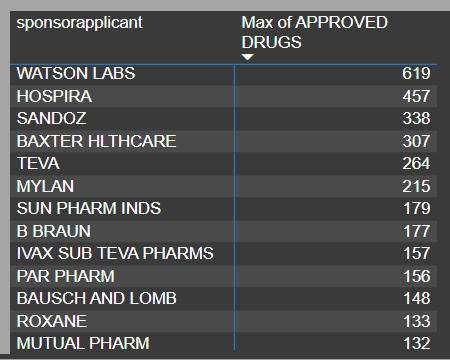 sponsorapplicant Max of APPROVED
DRUGS
WATSON LABS 619
HOSPIRA 457
SANDOZ 338
BAXTER HLTHCARE 307
TEVA 264
MYLAN 215
SUN PHARM INDS 179
B BRAUN 177
IVAX SUB TEVA PHARMS 157
PAR PHARM 156
BAUSCH AND LOMB 148
ROXANE 133
MUTUAL PHARM 132